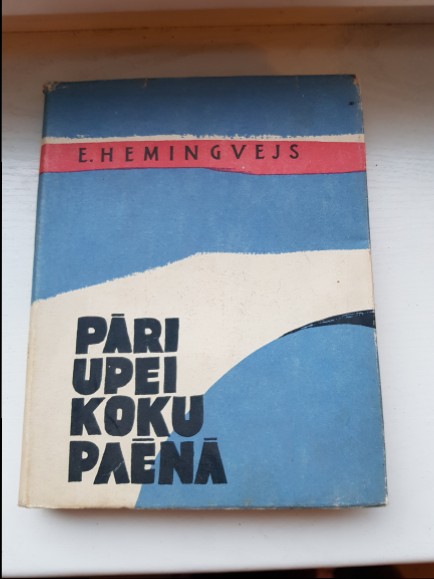 E. HEMINGVEJS
PĀRI
UPEI
KOKU
PAĒNĀ